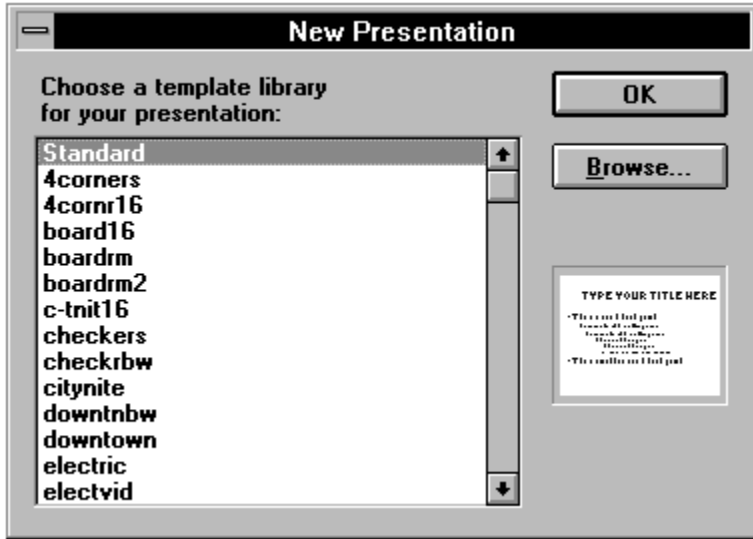 New Presentation
Choose a template library
for your presentation:
OK
Browse...
Standard
4corners
4cornr16
board16
boardrm
boardrm2
c-tnit16
checkers
checkrbw
citynite
downtnbw
downtown
electric
electvid
TYPE YOUR TITLE HERE